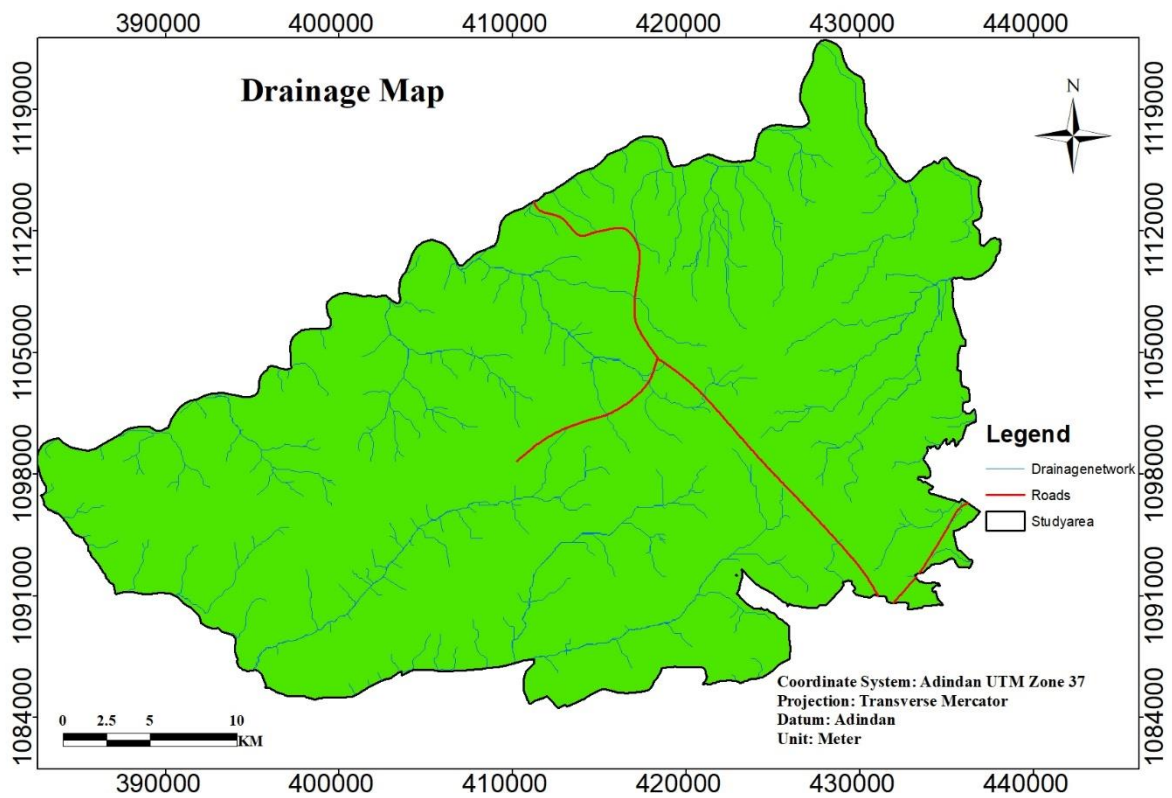 390000 400000 410000 420000 430000 440000
Drainage Map
N
1119000 1119000
1112000 1112000
1105000 1105000
1098000 1098000
1091000 1091000
1084000 1084000
Legend
Drainagenetwork
Roads
Studyarea
Coordinate System: Adindan UTM Zone 37
Projection: Transverse Mercator
Datum: Adindan
Unit: Meter
0 2.5 5 10
KM
390000 400000 410000 420000 430000 440000